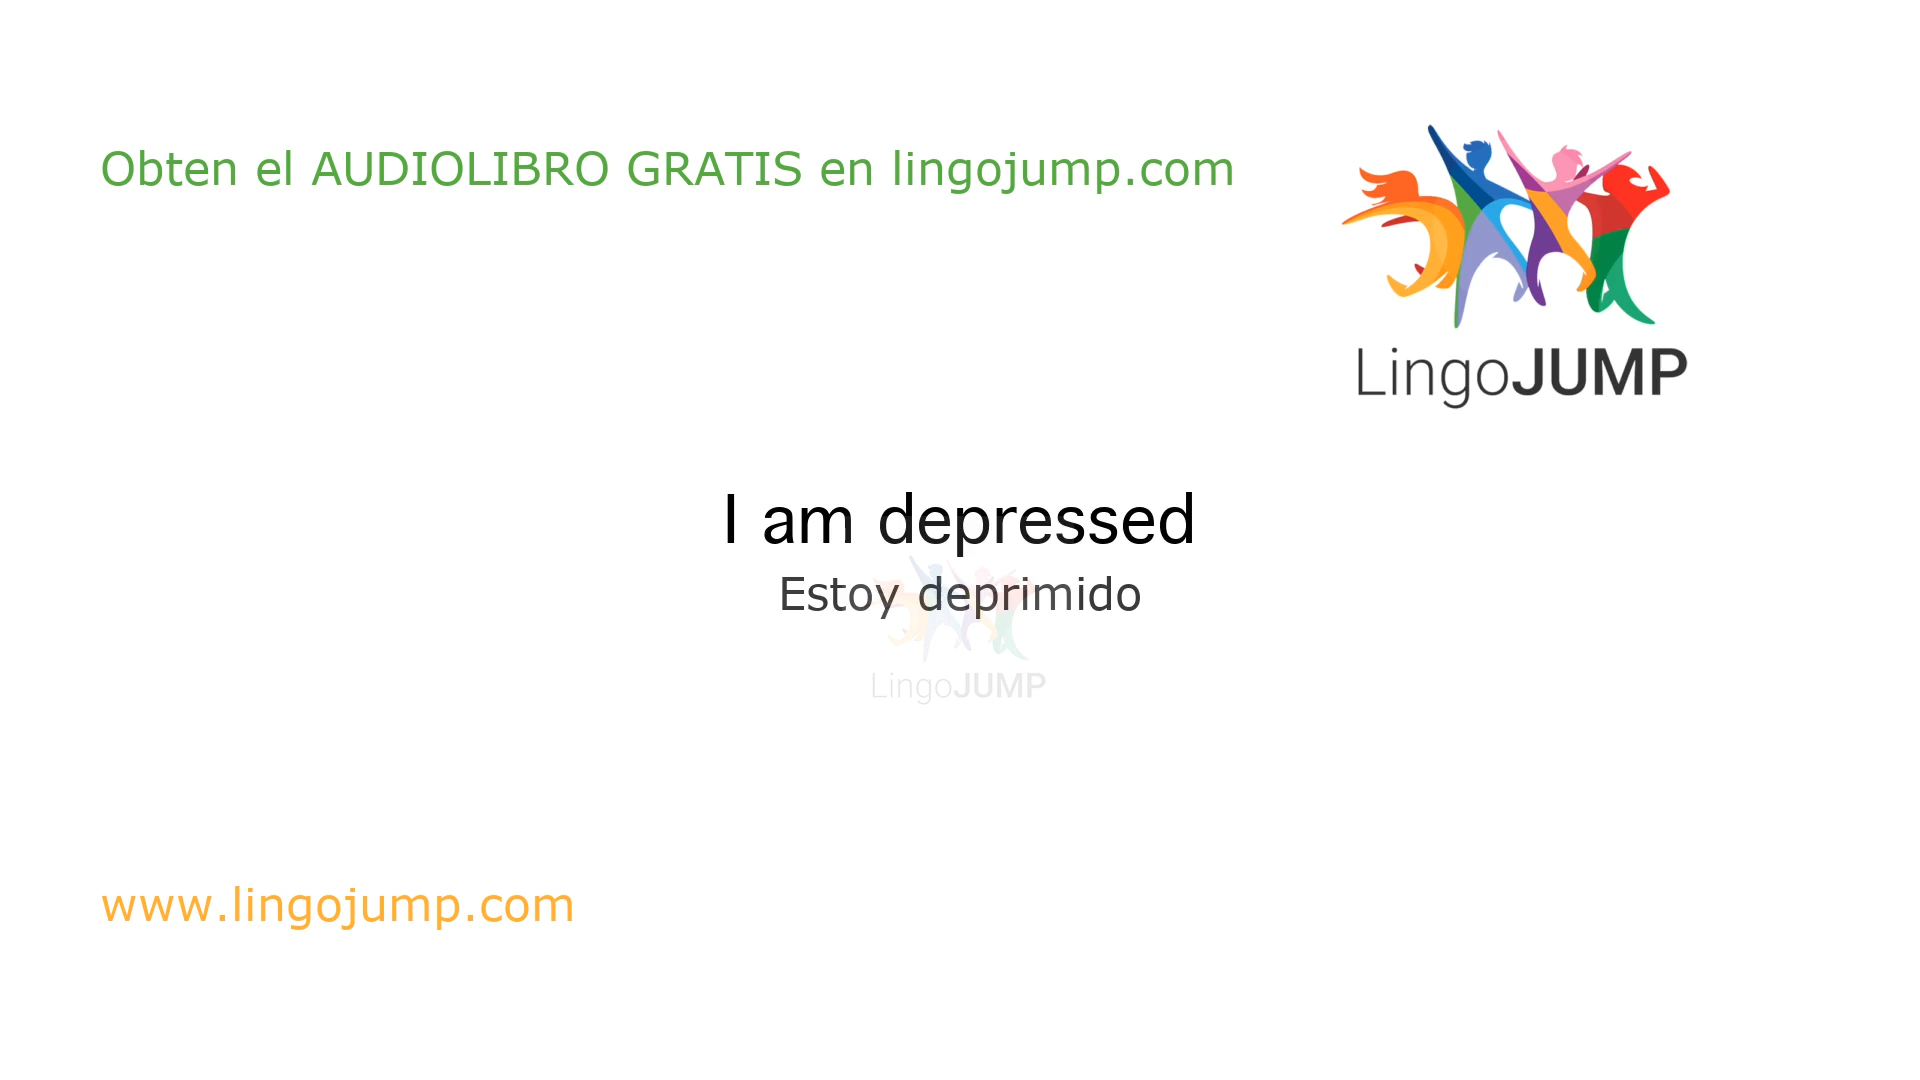 Obten el AUDIOLIBRO GRATIS en lingojump.com
LingoJUMP
I am depressed
Estoy deprimido
LingoJUMP
www.lingojump.com